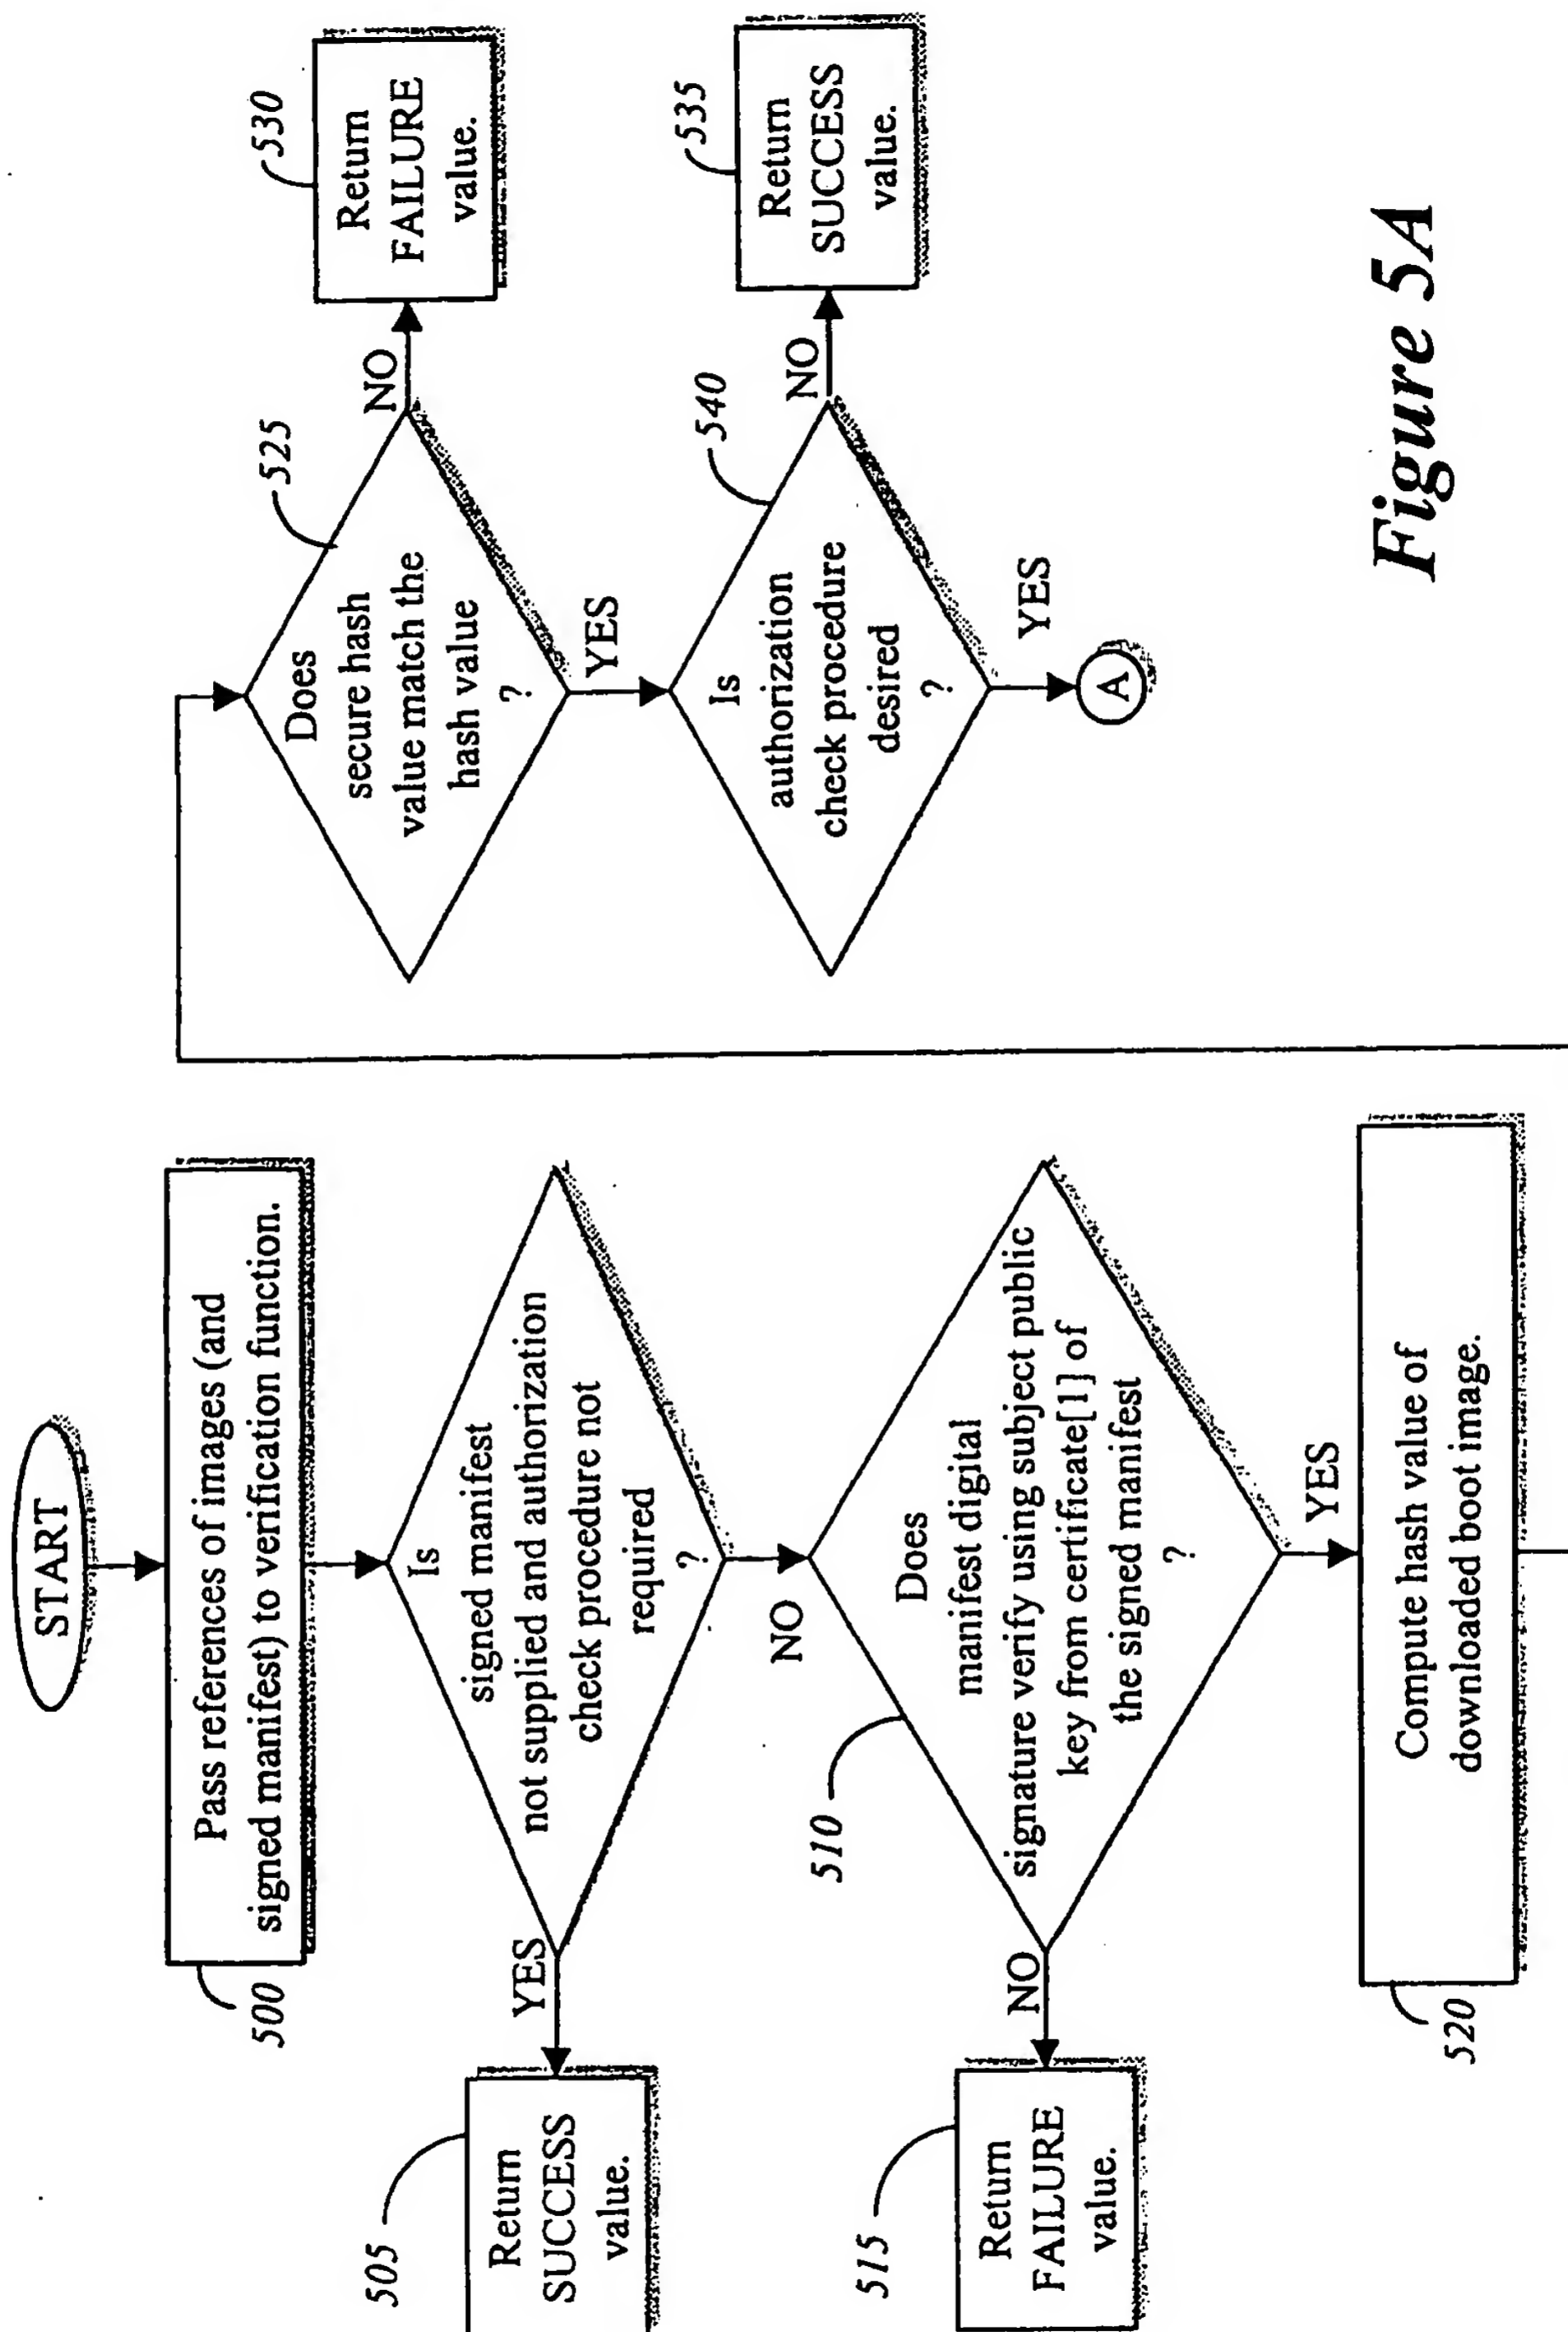 START
Pass references of images (and
signed manifest) to verification function.
500
Is
signed manifest
not supplied and authorization
check procedure not
required
?
YES
505
Return
SUCCESS
value.
NO
510
Does
manifest digital
signature verify using subject public
key from certificate[1] of
the signed manifest
?
NO
515
Return
FAILURE
value.
YES
Compute hash value of
downloaded boot image.
520
525
Does
secure hash
value match the
hash value
?
NO
530
Return
FAILURE
value.
YES
540
Is
authorization
check procedure
desired
?
NO
535
Return
SUCCESS
value.
YES
A
Figure 5A